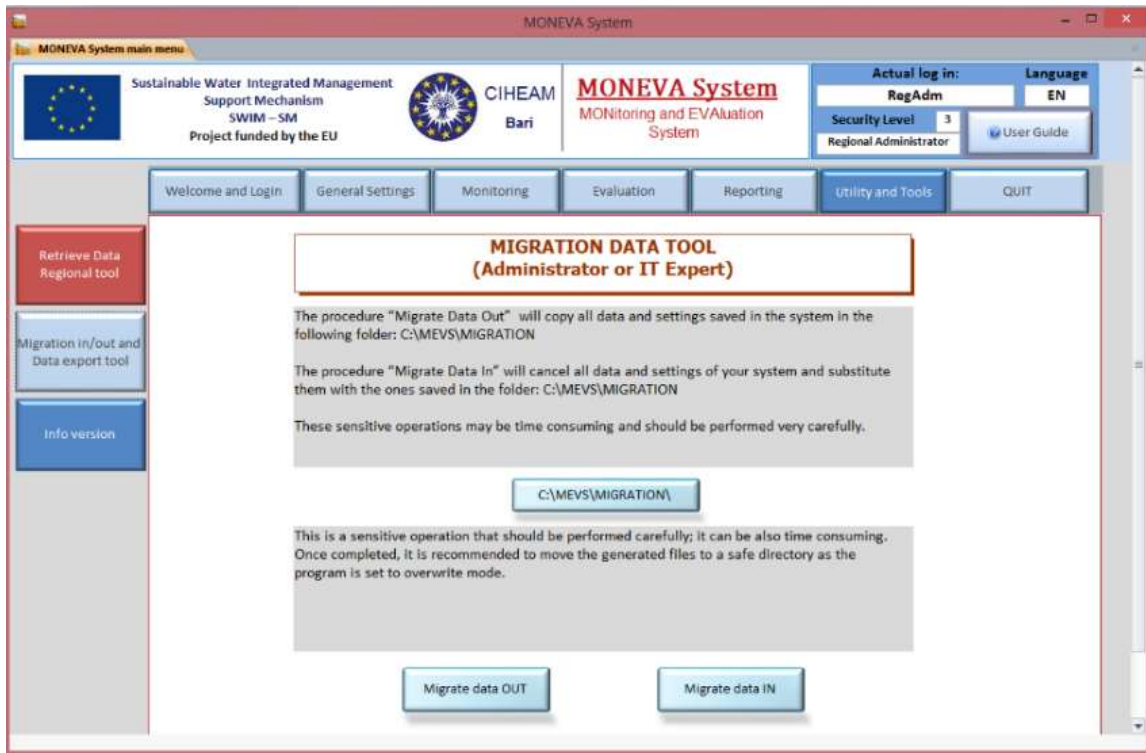 MONEVA System
MONEVA System main menu
Sustainable Water Integrated Management
Support Mechanism
SWIM – SM
Project funded by the EU
CIHEAM
Bari
MONEVA System
MONitoring and EVAluation
System
Actual log in:
Language
RegAdm
EN
Security Level
3
Regional Administrator
User Guide
Welcome and Login
General Settings
Monitoring
Evaluation
Reporting
Utility and Tools
QUIT
Retrieve Data
Regional tool
Migration in/out and
Data export tool
Info version
MIGRATION DATA TOOL
(Administrator or IT Expert)
The procedure “Migrate Data Out” will copy all data and settings saved in the system in the
following folder: C:\MEVS\MIGRATION
The procedure “Migrate Data In” will cancel all data and settings of your system and substitute
them with the ones saved in the folder: C:\MEVS\MIGRATION
These sensitive operations may be time consuming and should be performed very carefully.
C:\MEVS\MIGRATION\
This is a sensitive operation that should be performed carefully; it can be also time consuming.
Once completed, it is recommended to move the generated files to a safe directory as the
program is set to overwrite mode.
Migrate data OUT
Migrate data IN